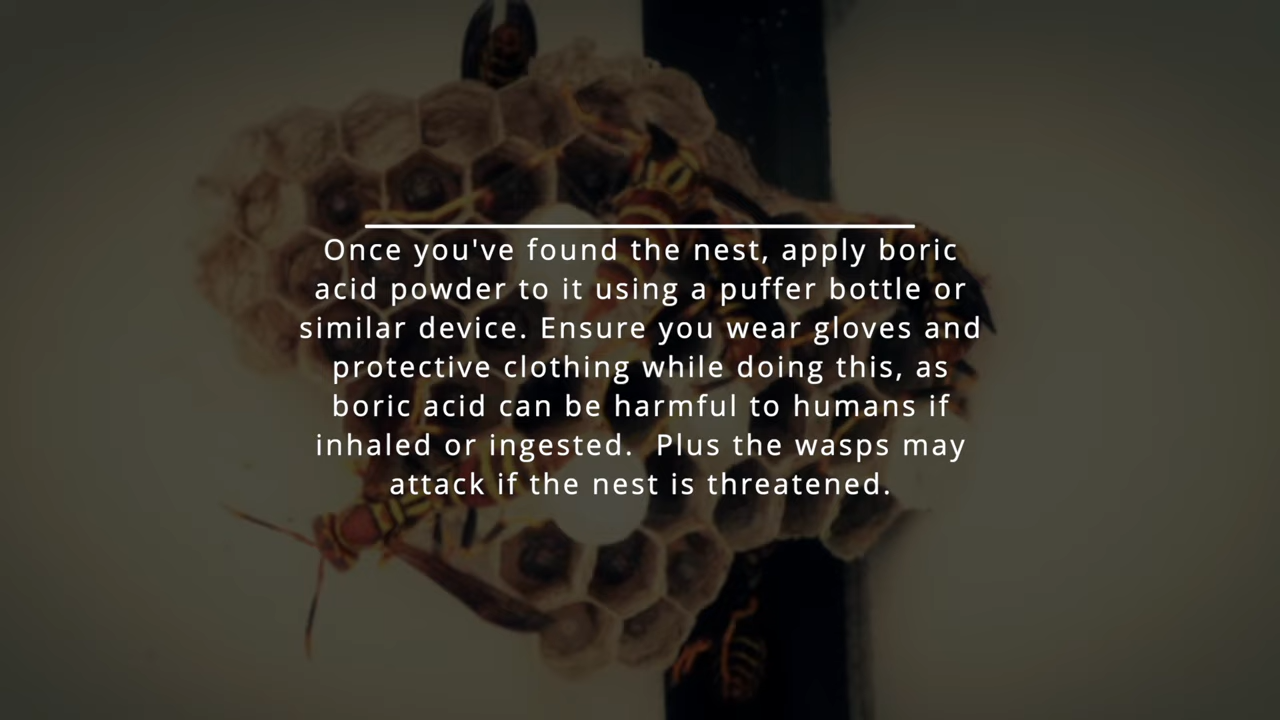 Once you've found the nest, apply boric
acid powder to it using a puffer bottle or
similar device. Ensure you wear gloves and
protective clothing while doing this, as
boric acid can be harmful to humans if
inhaled or ingested.  Plus the wasps may
attack if the nest is threatened.